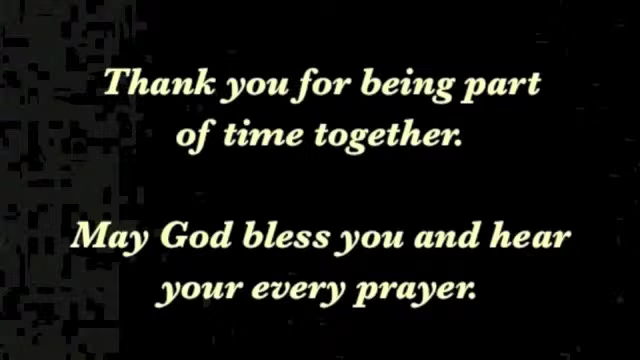 Thank you for being part
of time together.
May God bless you and hear
your every prayer.